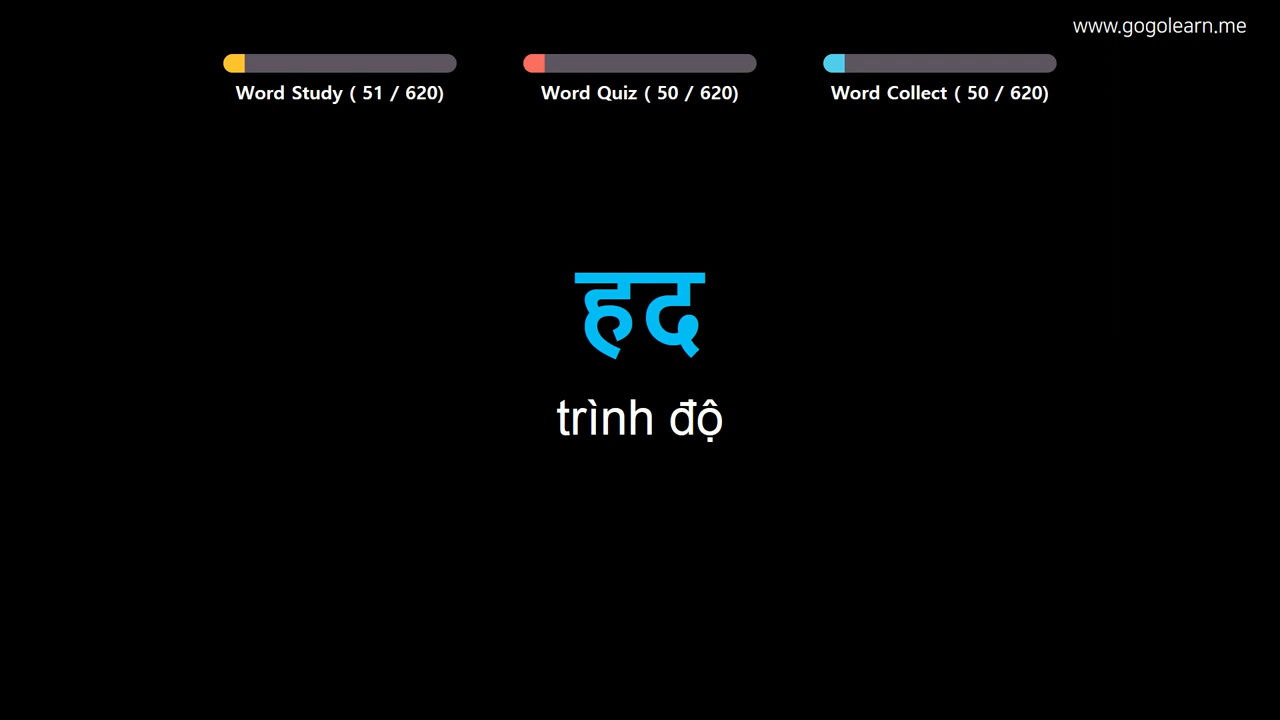 www.gogolearn.me
Word Study ( 51 / 620)
Word Quiz ( 50 / 620)
Word Collect ( 50 / 620)
हद
trình độ